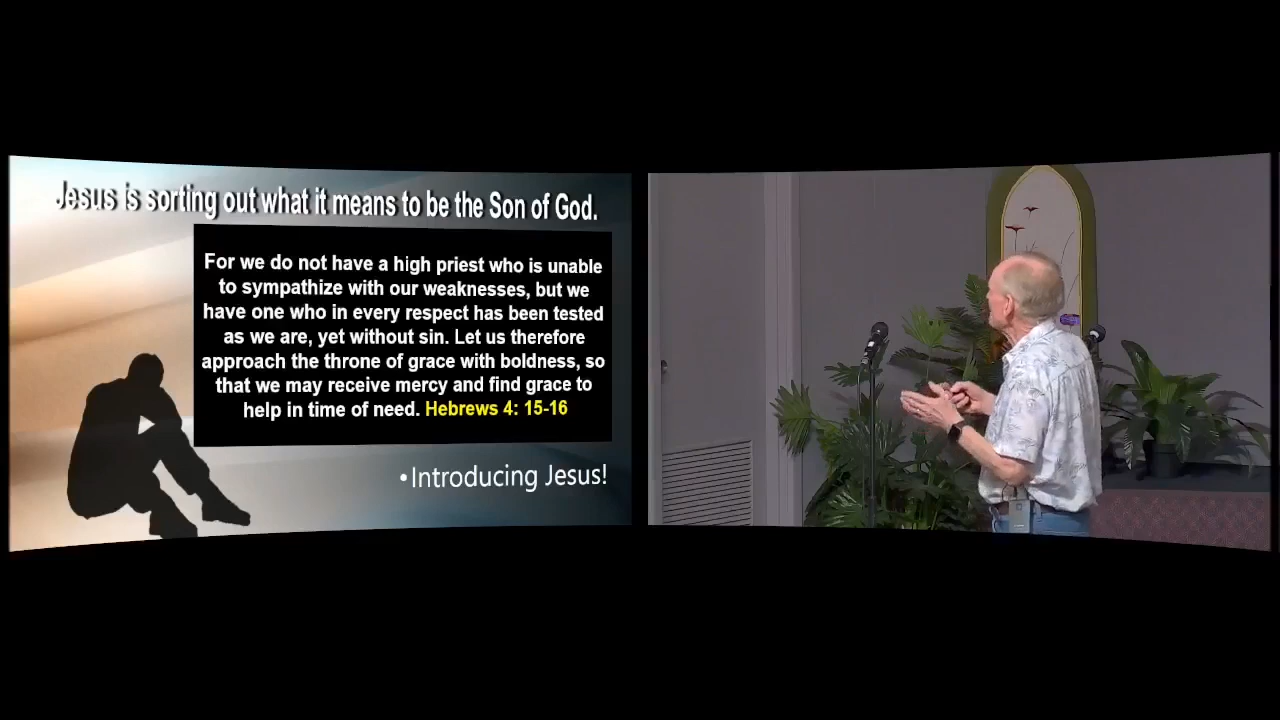 Jesus is sorting out what it means to be the Son of God.
For we do not have a high priest who is unable
to sympathize with our weaknesses, but we
have one who in every respect has been tested
as we are, yet without sin. Let us therefore
approach the throne of grace with boldness, so
that we may receive mercy and find grace to
help in time of need. Hebrews 4: 15-16
•Introducing Jesus!